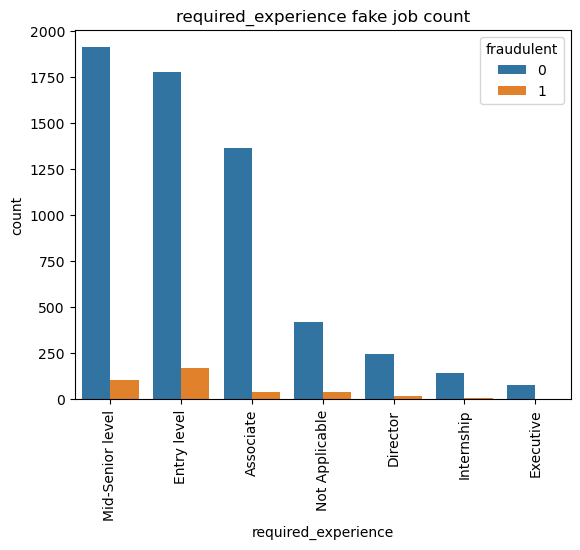 required_experience fake job count
fraudulent
0
1
2000
1750
1500
1250
1000
750
500
250
0
count
Mid-Senior level
Entry level
Associate
Not Applicable
Director
Internship
Executive
required_experience